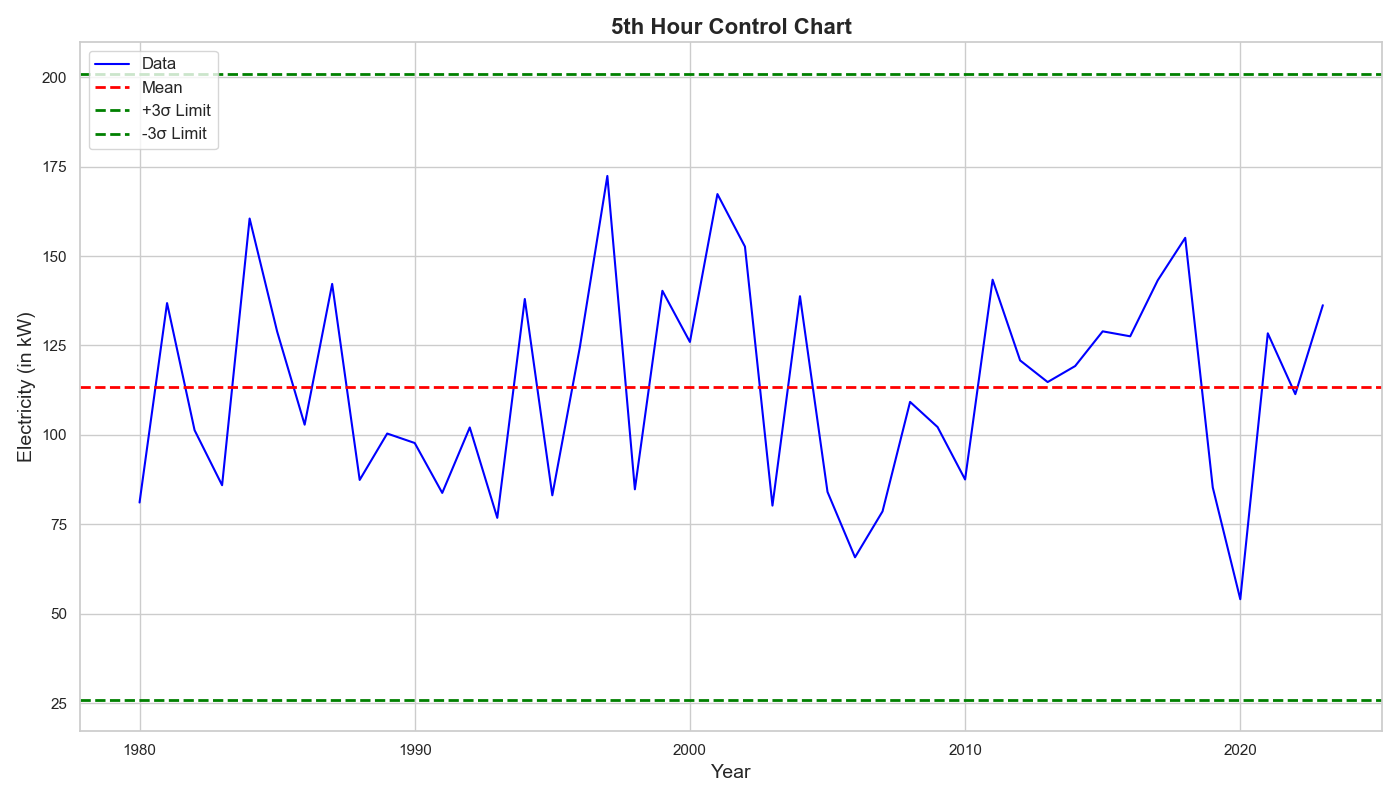 5th Hour Control Chart
Data
Mean
+3σ Limit
-3σ Limit
200
175
150
125
100
75
50
25
Electricity (in kW)
1980
1990
2000
2010
2020
Year